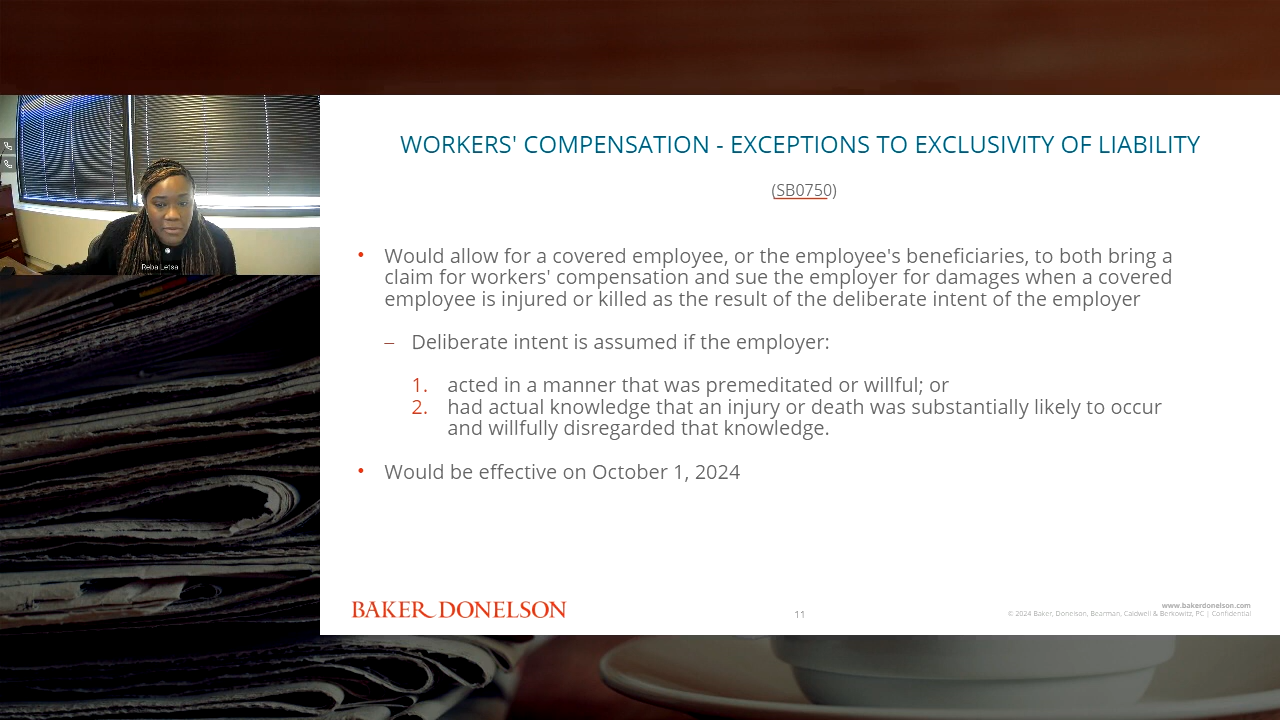 WORKERS' COMPENSATION - EXCEPTIONS TO EXCLUSIVITY OF LIABILITY
(SB0750)
Reba Letsa
• Would allow for a covered employee, or the employee's beneficiaries, to both bring a
claim for workers' compensation and sue the employer for damages when a covered
employee is injured or killed as the result of the deliberate intent of the employer
– Deliberate intent is assumed if the employer:
1. acted in a manner that was premeditated or willful; or
2. had actual knowledge that an injury or death was substantially likely to occur
and willfully disregarded that knowledge.
• Would be effective on October 1, 2024
BAKER DONELSON
11
www.bakerdonelson.com
© 2024 Baker, Donelson, Bearman, Caldwell & Berkowitz, PC | Confidential